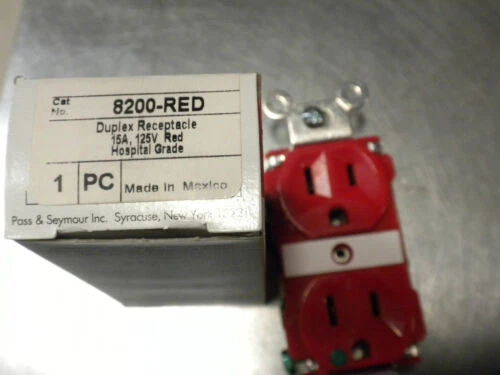 Cat
No.
8200-RED
Duplex Receptacle
15A, 125V Red
Hospital Grade
1 PC Made in Mexico
Pass & Seymour Inc. Syracuse, New York